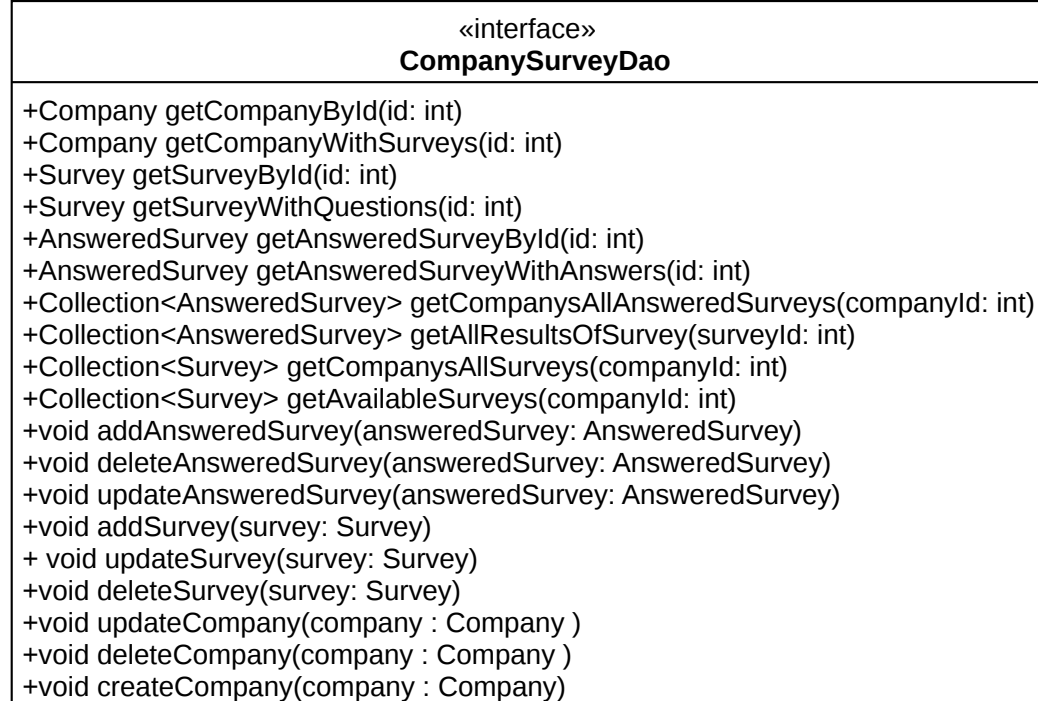 «interface»
CompanySurveyDao
+Company getCompanyById(id: int)
+Company getCompanyWithSurveys(id: int)
+Survey getSurveyById(id: int)
+Survey getSurveyWithQuestions(id: int)
+AnsweredSurvey getAnsweredSurveyById(id: int)
+AnsweredSurvey getAnsweredSurveyWithAnswers(id: int)
+Collection<AnsweredSurvey> getCompanysAllAnsweredSurveys(companyId: int)
+Collection<AnsweredSurvey> getAllResultsOfSurvey(surveyId: int)
+Collection<Survey> getCompanysAllSurveys(companyId: int)
+Collection<Survey> getAvailableSurveys(companyId: int)
+void addAnsweredSurvey(answeredSurvey: AnsweredSurvey)
+void deleteAnsweredSurvey(answeredSurvey: AnsweredSurvey)
+void updateAnsweredSurvey(answeredSurvey: AnsweredSurvey)
+void addSurvey(survey: Survey)
+ void updateSurvey(survey: Survey)
+void deleteSurvey(survey: Survey)
+void updateCompany(company : Company )
+void deleteCompany(company : Company )
+void createCompany(company : Company)